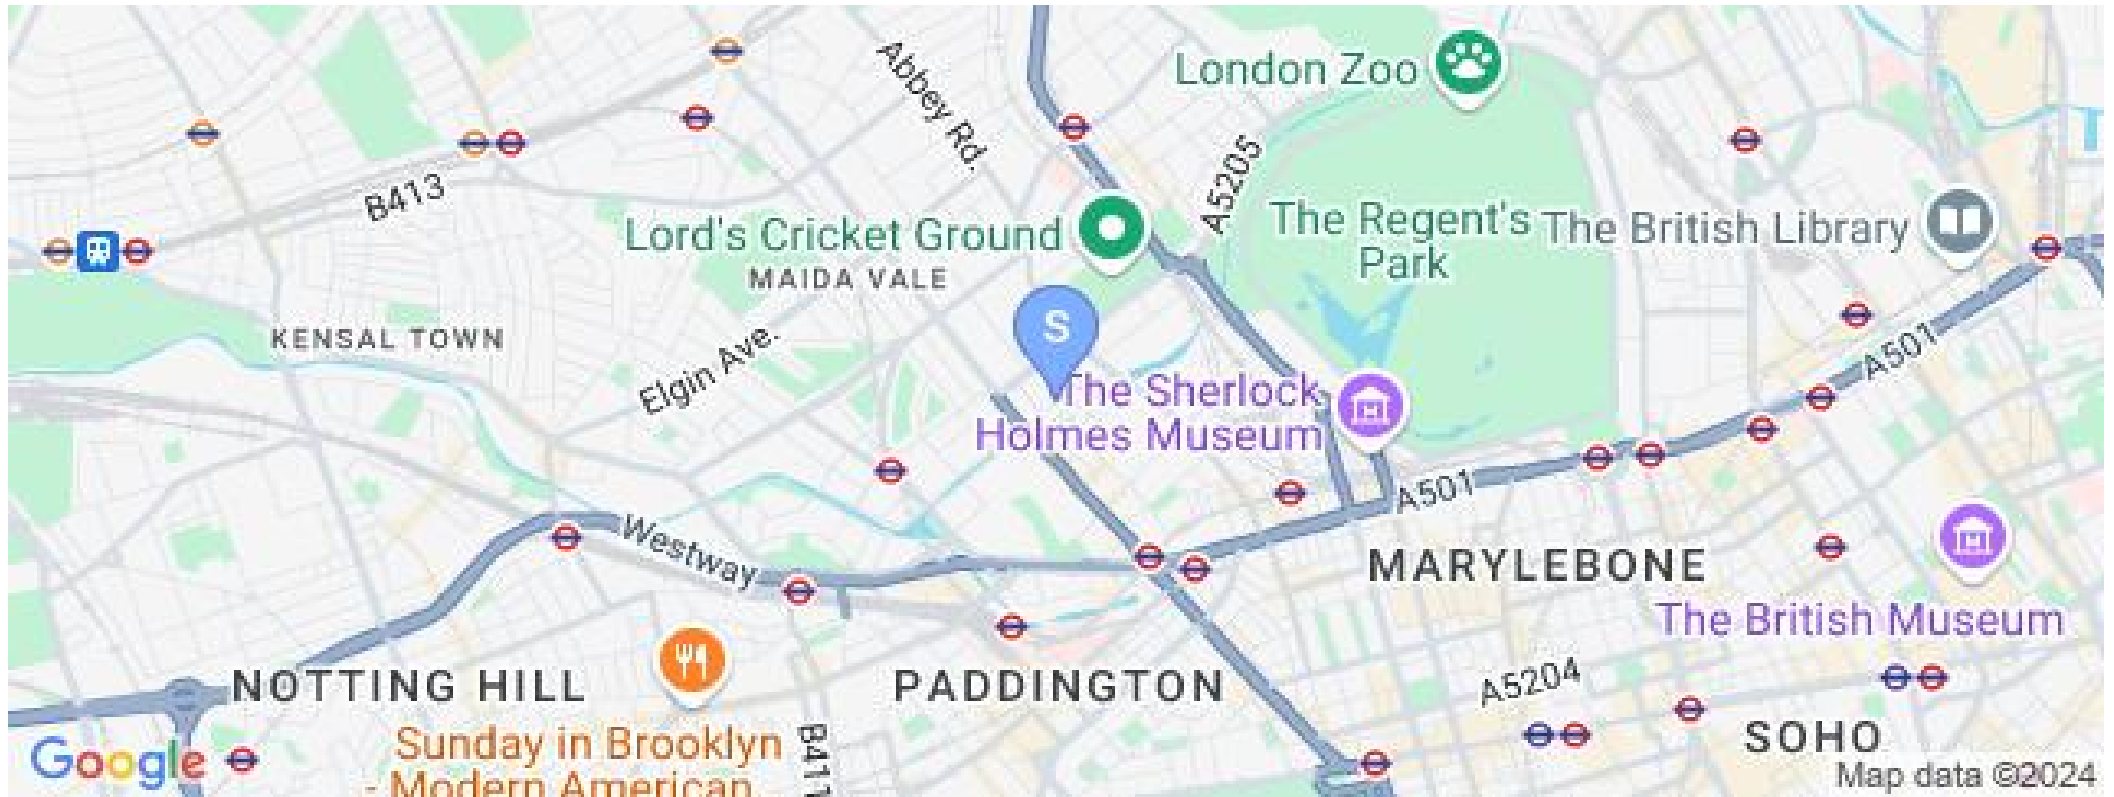 London Zoo
Abbey Rd.
A5205
B413
Lord's Cricket Ground
MAIDA VALE
The Regent's
Park
The British Library
KENSAL TOWN
S
Elgin Ave.
The Sherlock
Holmes Museum
A501
A501
Westway
MARYLEBONE
The British Museum
NOTTING HILL
PADDINGTON
A5204
Sunday in Brooklyn
- Modern American...
B411
SOHO
Google
Map data ©2024